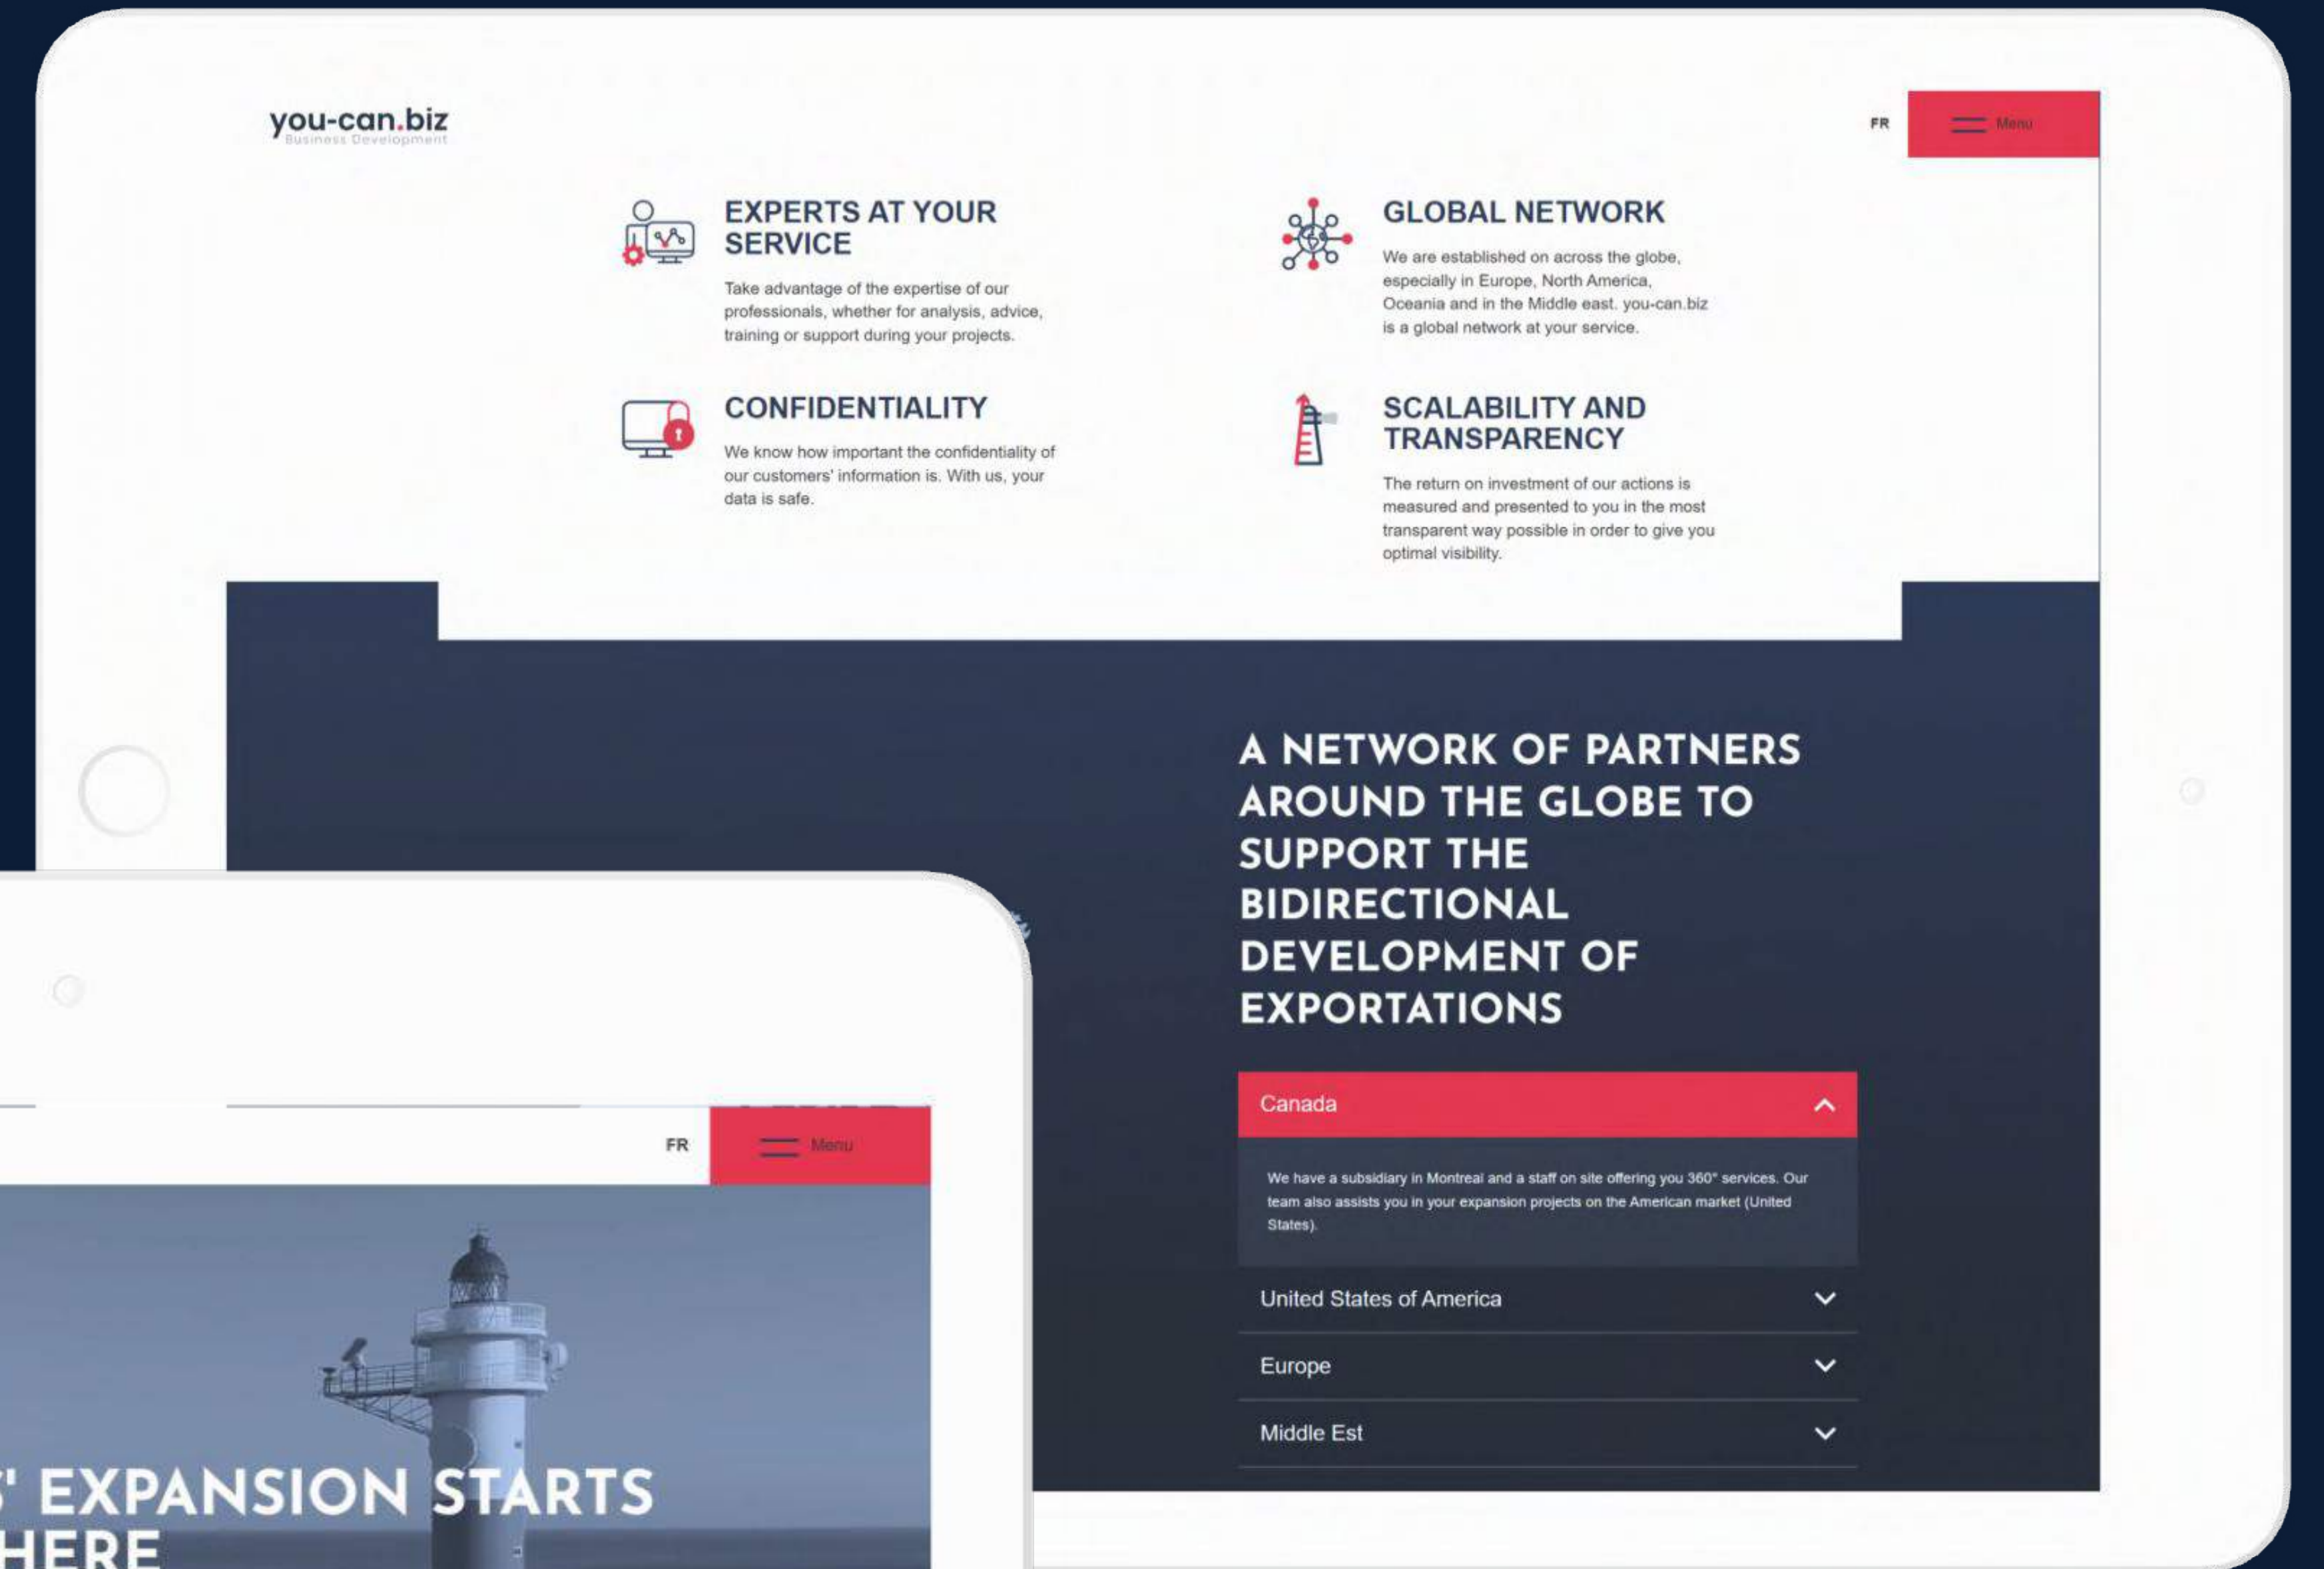 you-can.biz
Business Development
FR
Menu
EXPERTS AT YOUR
SERVICE
Take advantage of the expertise of our
professionals, whether for analysis, advice,
training or support during your projects.
GLOBAL NETWORK
We are established on across the globe,
especially in Europe, North America,
Oceania and in the Middle east. you-can.biz
is a global network at your service.
CONFIDENTIALITY
We know how important the confidentiality of
our customers' information is. With us, your
data is safe.
SCALABILITY AND
TRANSPARENCY
The return on investment of our actions is
measured and presented to you in the most
transparent way possible in order to give you
optimal visibility.
A NETWORK OF PARTNERS
AROUND THE GLOBE TO
SUPPORT THE
BIDIRECTIONAL
DEVELOPMENT OF
EXPORTATIONS
Canada
We have a subsidiary in Montreal and a staff on site offering you 360° services. Our
team also assists you in your expansion projects on the American market (United
States).
United States of America
Europe
Middle Est
FR
Menu
' EXPANSION STARTS
HERE